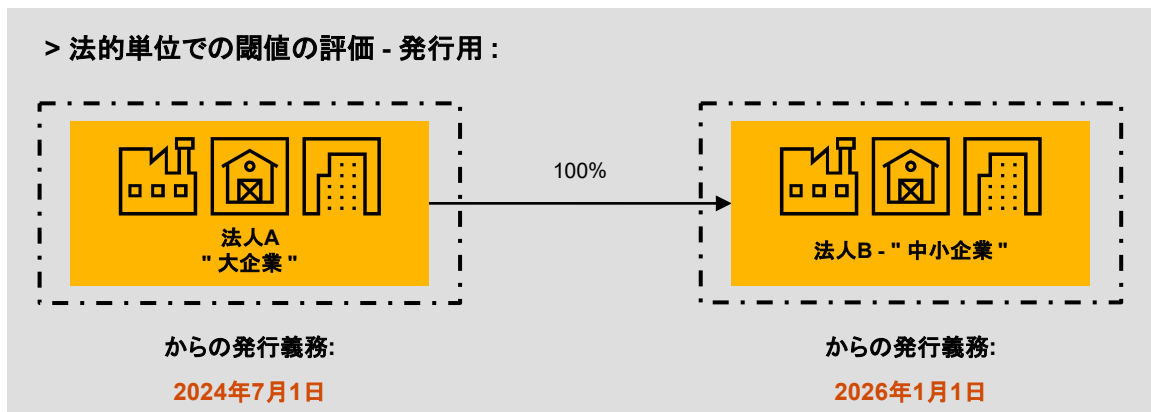 > 法的単位での閾値の評価 - 発行用 :
100%
法人A
" 大企業 "
法人B - " 中小企業 "
からの発行義務:
からの発行義務:
2024年7月1日
2026年1月1日